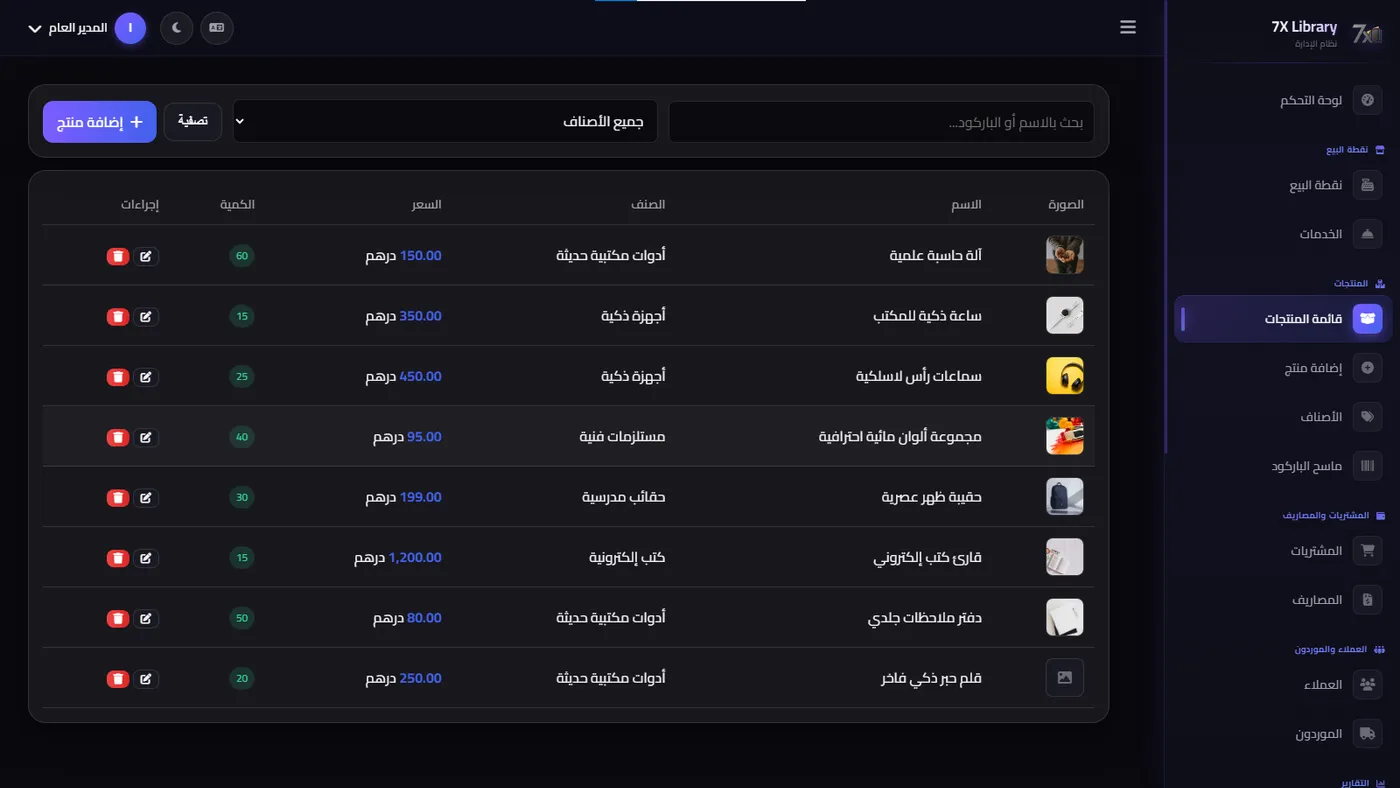 7X Library
نظام الإدارة
لوحة التحكم
نقطة البيع
نقطة البيع
الخدمات
المنتجات
قائمة المنتجات
إضافة منتج
الأصناف
ماسح الباركود
المشتريات والمصاريف
المشتريات
المصاريف
العملاء والموردون
العملاء
الموردون
التقارير
ا المدير العام
بحث بالاسم أو الباركود...
جميع الأصناف
تصفية
إضافة منتج
الصورة الاسم الصنف السعر الكمية إجراءات
آلة حاسبة علمية أدوات مكتبية حديثة 150.00 درهم 60
ساعة ذكية للمكتب أجهزة ذكية 350.00 درهم 15
سماعات رأس لاسلكية أجهزة ذكية 450.00 درهم 25
مجموعة ألوان مائية احترافية مستلزمات فنية 95.00 درهم 40
حقيبة ظهر عصرية حقائب مدرسية 199.00 درهم 30
قارئ كتب إلكتروني كتب إلكترونية 1,200.00 درهم 15
دفتر ملاحظات جلدي أدوات مكتبية حديثة 80.00 درهم 50
قلم حبر ذكي فاخر أدوات مكتبية حديثة 250.00 درهم 20